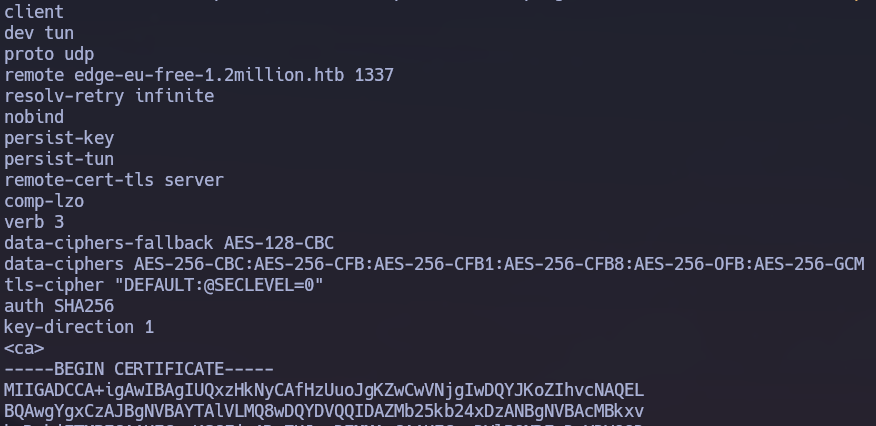 client
dev tun
proto udp
remote edge-eu-free-1.2million.htb 1337
resolv-retry infinite
nobind
persist-key
persist-tun
remote-cert-tls server
comp-lzo
verb 3
data-ciphers-fallback AES-128-CBC
data-ciphers AES-256-CBC:AES-256-CFB:AES-256-CFB1:AES-256-CFB8:AES-256-OFB:AES-256-GCM
tls-cipher "DEFAULT:@SECLEVEL=0"
auth SHA256
key-direction 1
<ca>
-----BEGIN CERTIFICATE-----
MIIGADCCA+igAwIBAgIUQxzHkNyCAfHzUuoJgKZwCwVNjgIwDQYJKoZIhvcNAQEL
BQAwgYgxCzAJBgNVBAYTAlVLMQ8wDQYDVQQIDAZMb25kb24xDzANBgNVBAcMBkxv